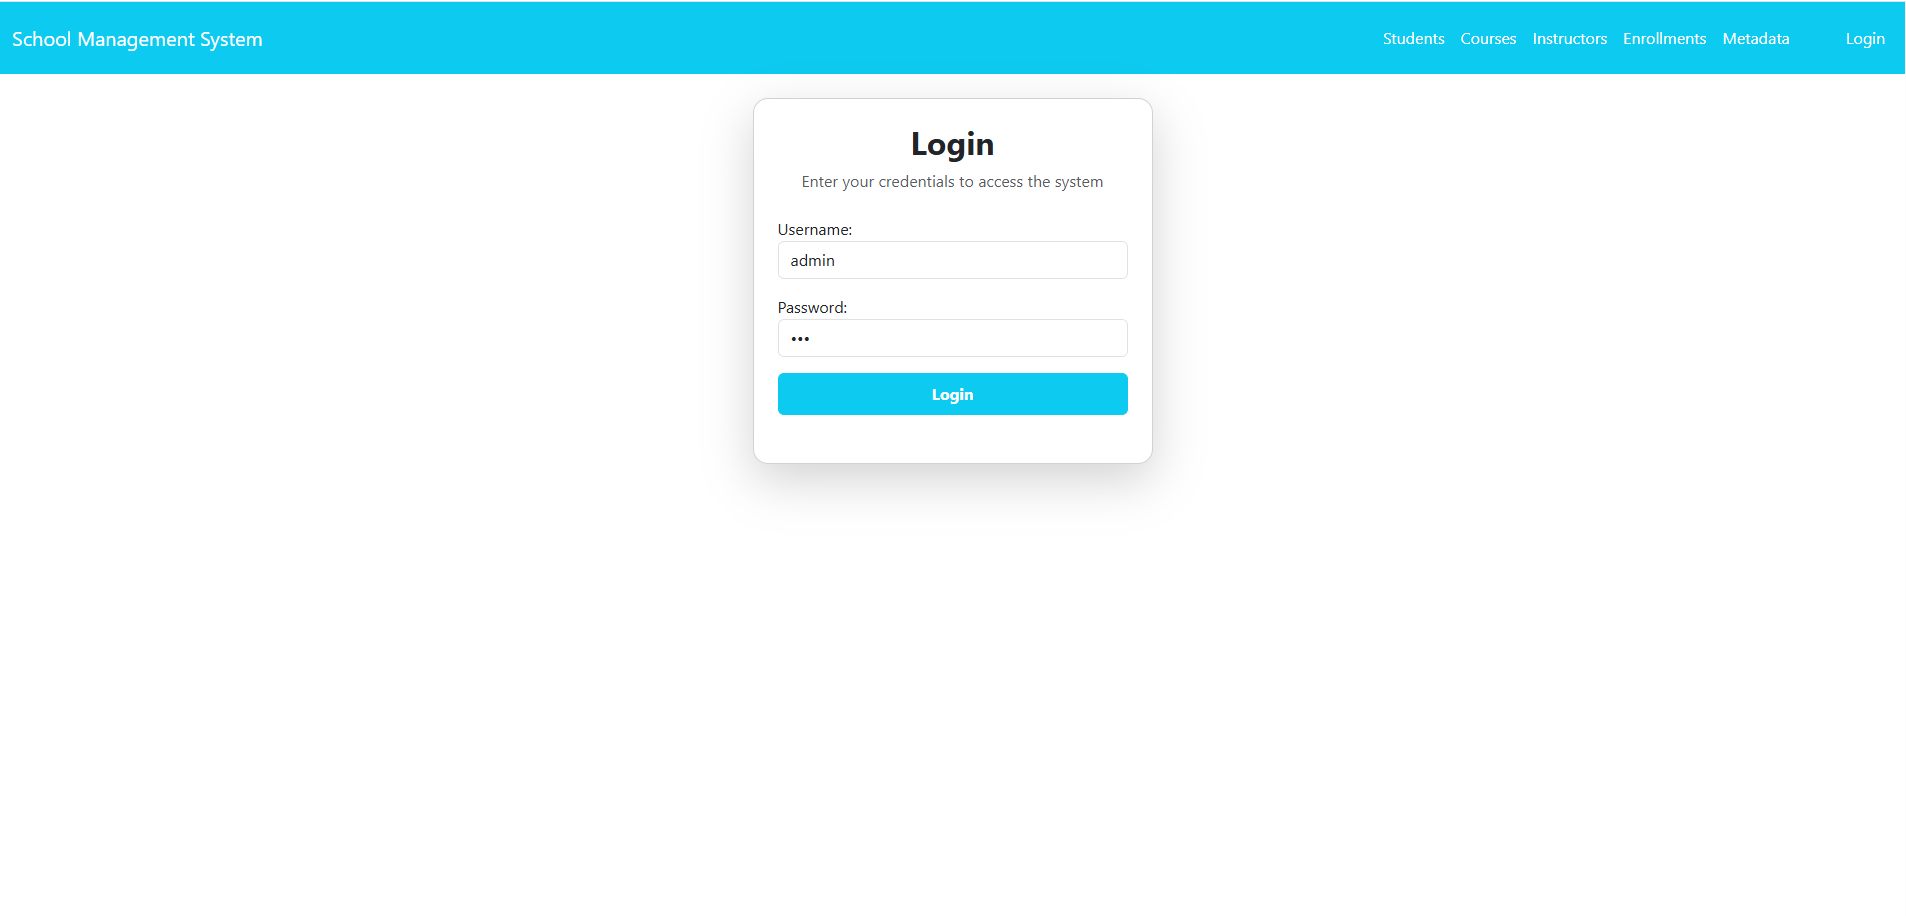 School Management System
Students Courses Instructors Enrollments Metadata Login
Login
Enter your credentials to access the system
Username:
admin
Password:
•••
Login